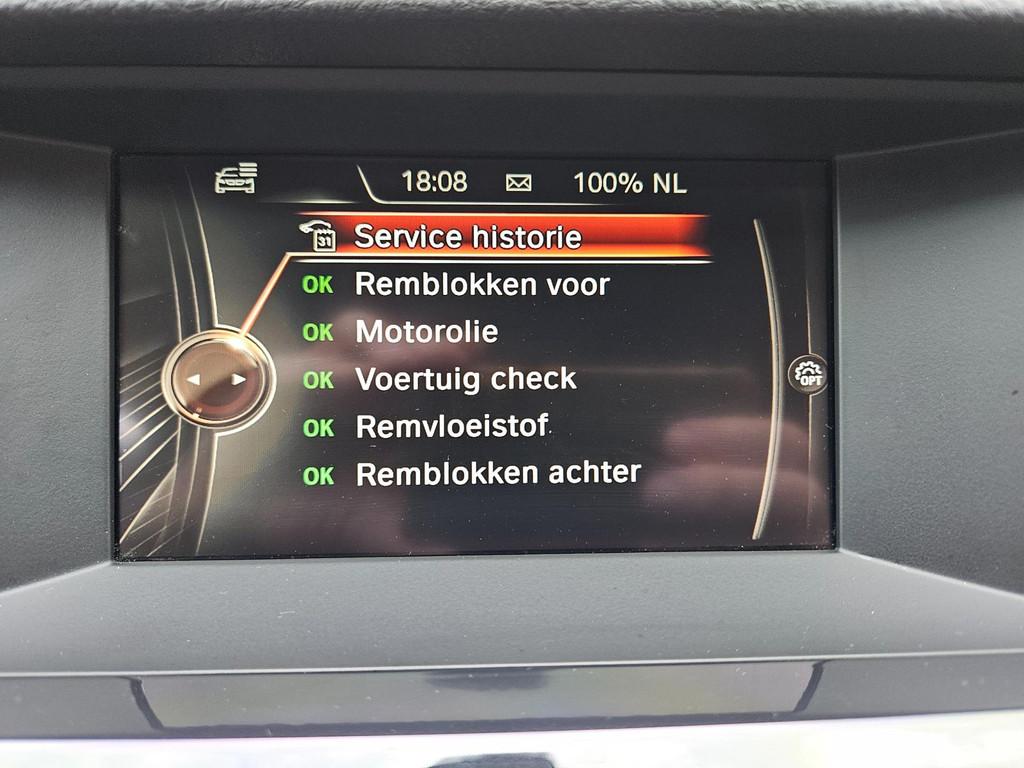 18:08 100% NL
31 Service historie
OK Remblokken voor
OK Motorolie
OK Voertuig check
OPT
OK Remvloeistof
OK Remblokken achter